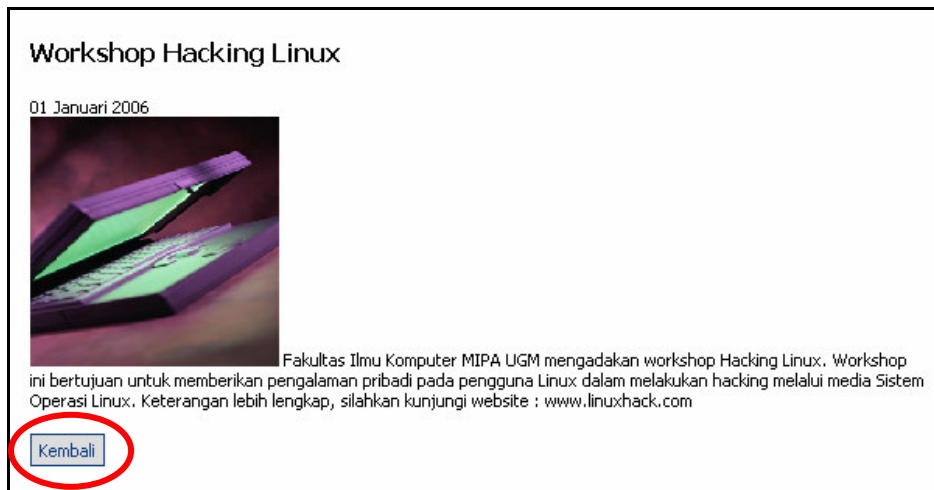 Workshop Hacking Linux
01 Januari 2006
Fakultas Ilmu Komputer MIPA UGM mengadakan workshop Hacking Linux. Workshop
ini bertujuan untuk memberikan pengalaman pribadi pada pengguna Linux dalam melakukan hacking melalui media Sistem
Operasi Linux. Keterangan lebih lengkap, silahkan kunjungi website : www.linuxhack.com
Kembali